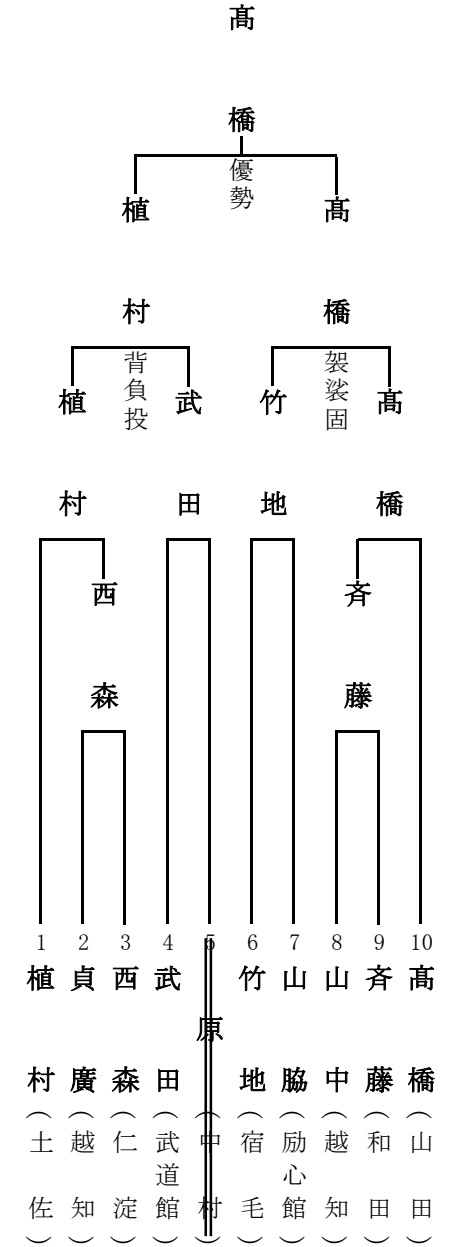 髙橋
優勢
植村
髙橋
背負投
袈裟固
植村
武田
竹地
髙橋
西森
斉藤
1
2
3
4
5
6
7
8
9
10
植村(土佐)
貞廣(越知)
西森(仁淀)
武田(武道館)
原(中村)
竹地(宿毛)
山脇(励心館)
山中(越知)
斉藤(和田)
髙橋(山田)